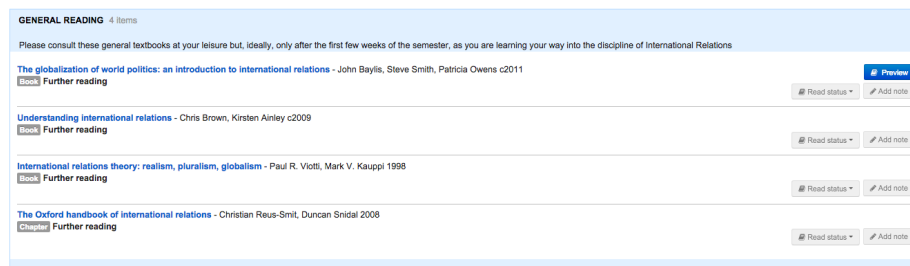 GENERAL READING 4 items
Please consult these general textbooks at your leisure but, ideally, only after the first few weeks of the semester, as you are learning your way into the discipline of International Relations
The globalization of world politics: an introduction to international relations - John Baylis, Steve Smith, Patricia Owens c2011
Preview
Book Further reading
Read status Add note
Understanding international relations - Chris Brown, Kirsten Ainley c2009
Book Further reading
Read status Add note
International relations theory: realism, pluralism, globalism - Paul R. Viotti, Mark V. Kauppi 1998
Book Further reading
Read status Add note
The Oxford handbook of international relations - Christian Reus-Smit, Duncan Snidal 2008
Chapter Further reading
Read status Add note